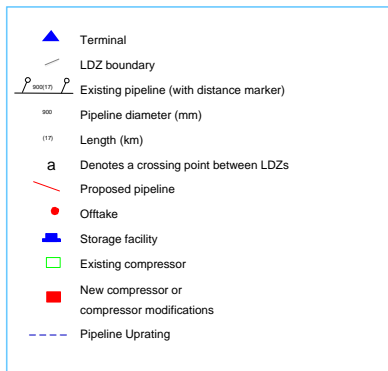 Terminal
LDZ boundary
900(17) Existing pipeline (with distance marker)
900 Pipeline diameter (mm)
(17) Length (km)
a Denotes a crossing point between LDZs
Proposed pipeline
Offtake
Storage facility
Existing compressor
New compressor or
compressor modifications
Pipeline Uprating